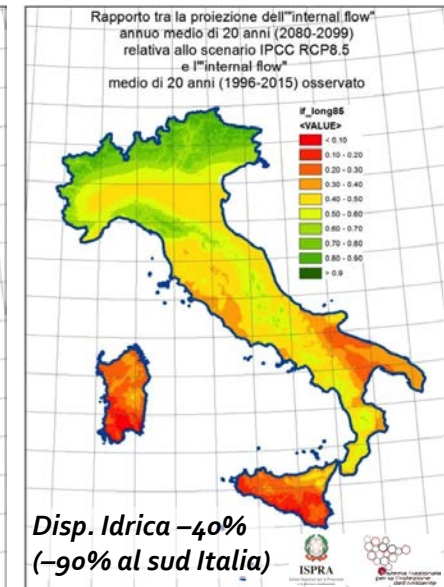 Rapporto tra la proiezione dell'"internal flow"
annuo medio di 20 anni (2080-2099)
relativa allo scenario IPCC RCP8.5
e l'"internal flow"
medio di 20 anni (1996-2015) osservato
if_long85
<VALUE>
< 0.10
0.10 - 0.20
0.20 - 0.30
0.30 - 0.40
0.40 - 0.50
0.50 - 0.60
0.60 - 0.70
0.70 - 0.80
0.80 - 0.90
> 0.9
Disp. Idrica –40%
(–90% al sud Italia)
ISPRA